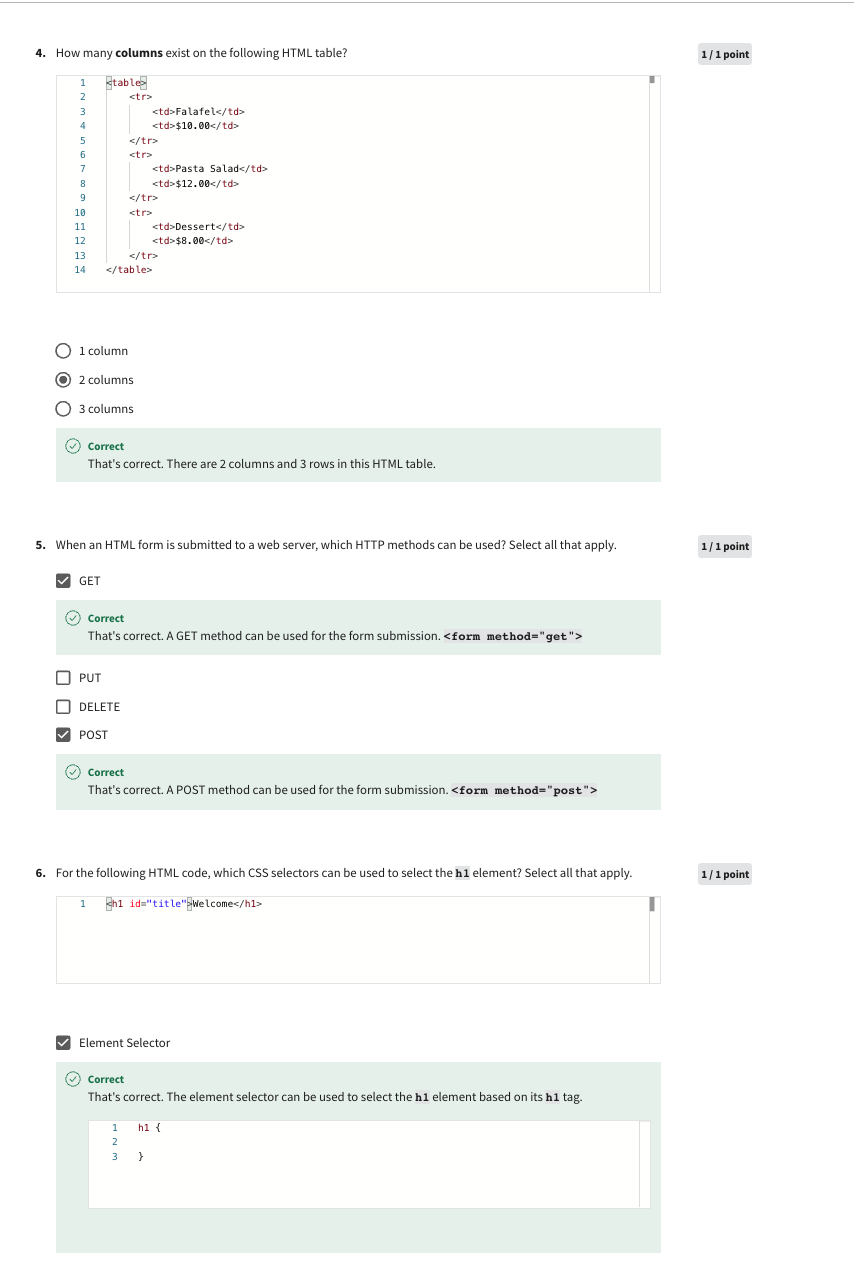 4. How many columns exist on the following HTML table?
1 / 1 point
1 <table>
2 <tr>
3 <td>Falafel</td>
4 <td>$10.00</td>
5 </tr>
6 <tr>
7 <td>Pasta Salad</td>
8 <td>$12.00</td>
9 </tr>
10 <tr>
11 <td>Dessert</td>
12 <td>$8.00</td>
13 </tr>
14 </table>
1 column
2 columns
3 columns
Correct
That's correct. There are 2 columns and 3 rows in this HTML table.
5. When an HTML form is submitted to a web server, which HTTP methods can be used? Select all that apply.
1 / 1 point
GET
Correct
That's correct. A GET method can be used for the form submission. <form method="get">
PUT
DELETE
POST
Correct
That's correct. A POST method can be used for the form submission. <form method="post">
6. For the following HTML code, which CSS selectors can be used to select the h1 element? Select all that apply.
1 / 1 point
1 <h1 id="title">Welcome</h1>
Element Selector
Correct
That's correct. The element selector can be used to select the h1 element based on its h1 tag.
1 h1 {
2
3 }